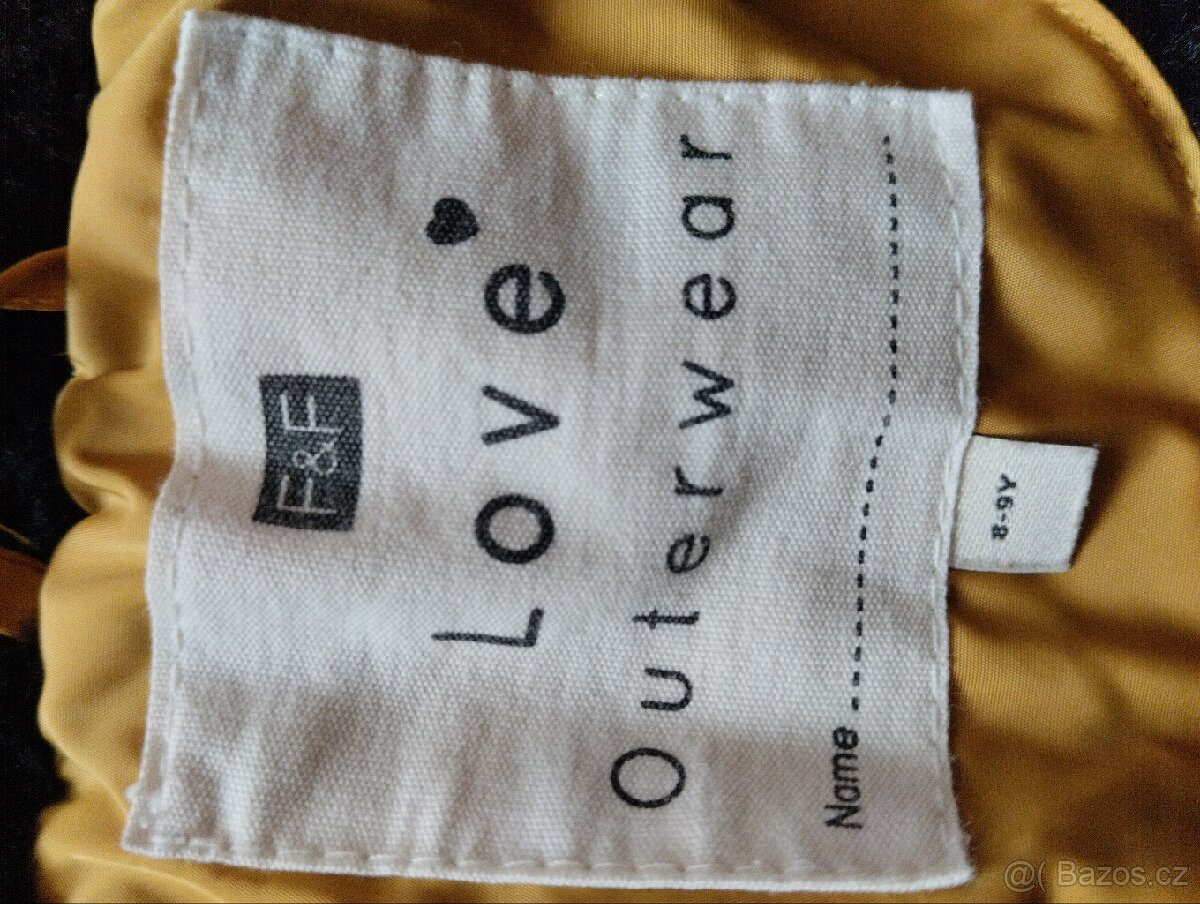 F&F
Love
Outerwear
Name
8-9Y
@( Bazos.cz